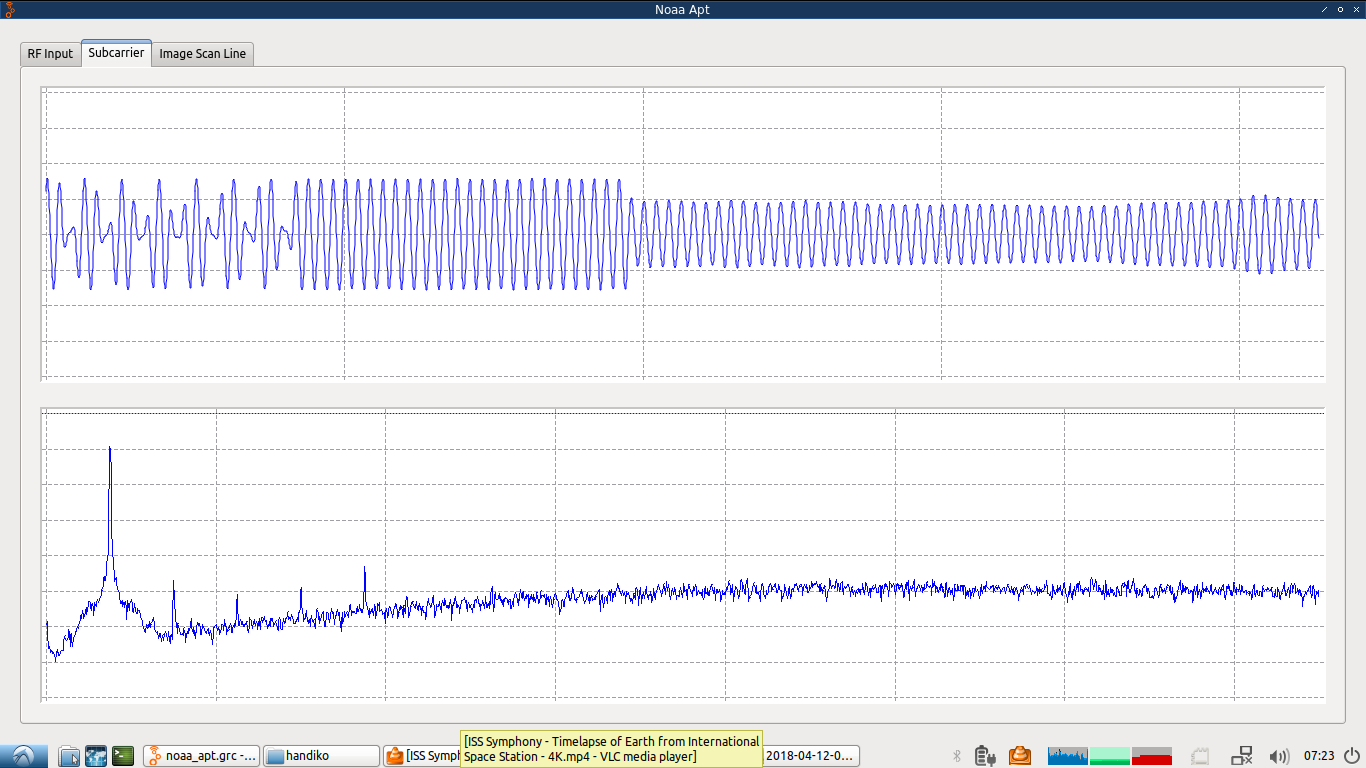 Noaa Apt
RF Input
Subcarrier
Image Scan Line
noaa_apt.grc -...
handiko
[ISS Symph
[ISS Symphony - Timelapse of Earth from International
Space Station - 4K.mp4 - VLC media player]
2018-04-12-0...
07:23